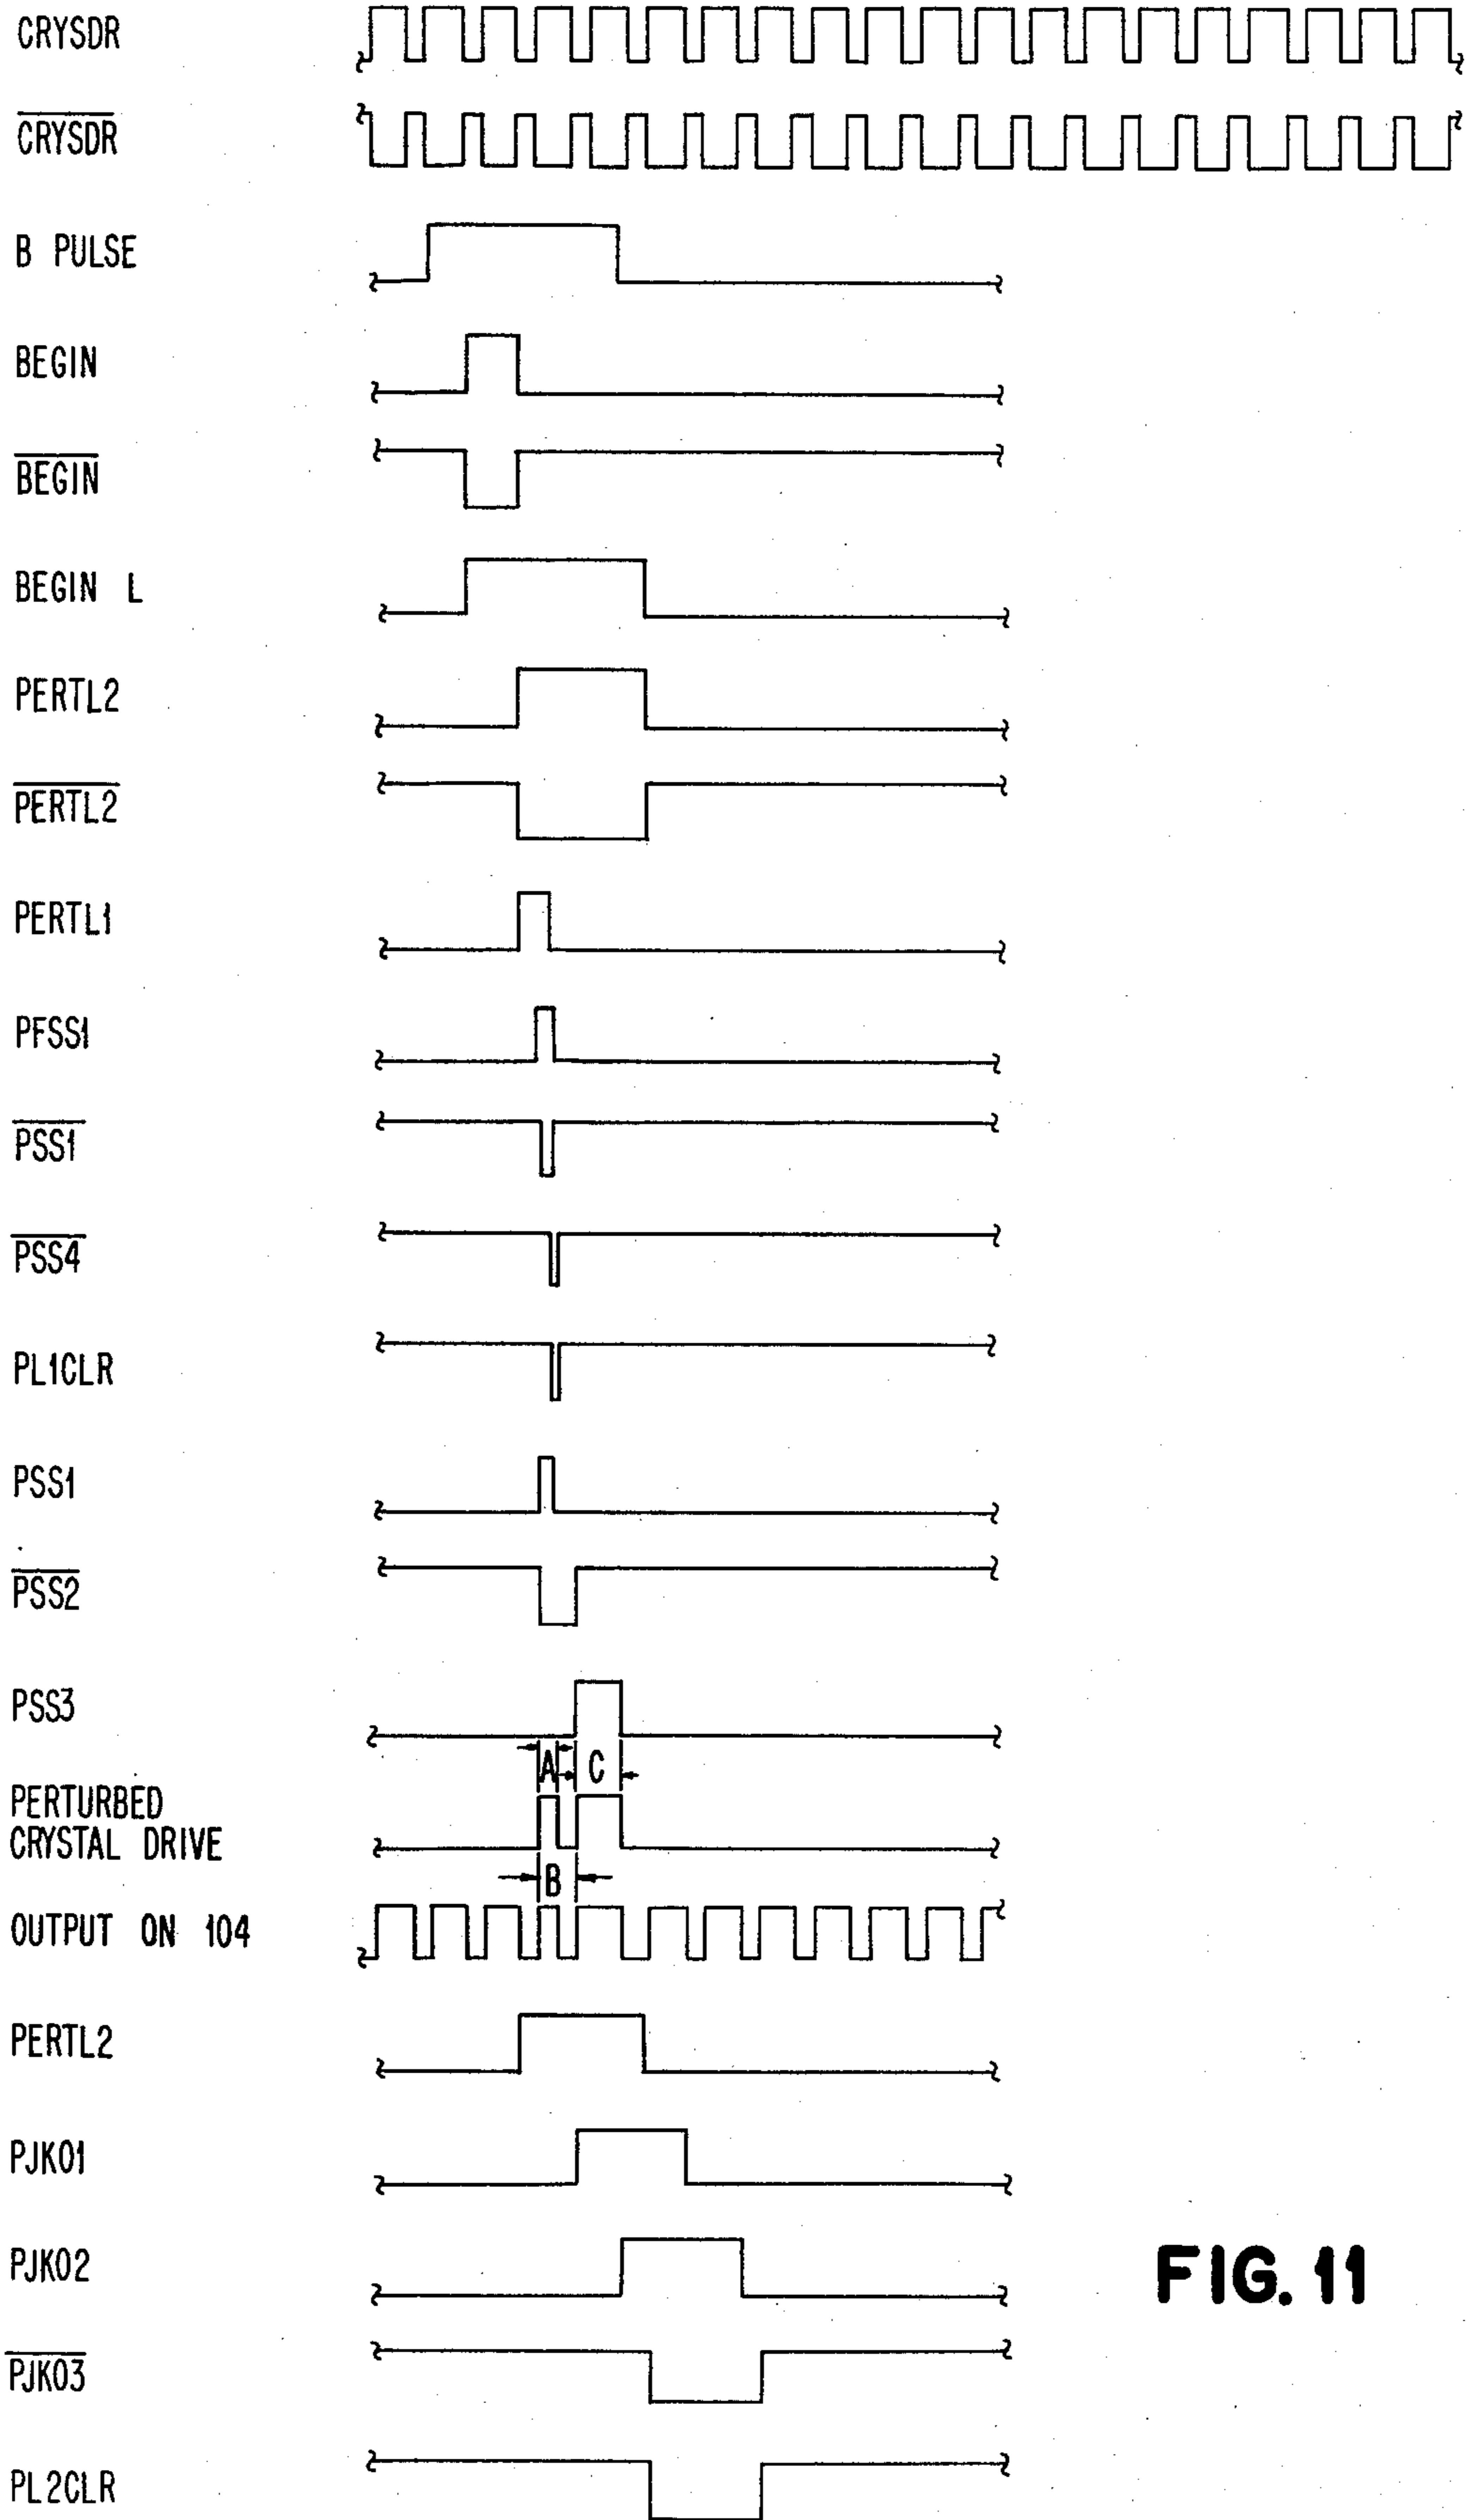 CRYSDR
CRYSDR
B PULSE
BEGIN
BEGIN
BEGIN L
PERTL2
PERTL2
PERTL1
PFSS1
PSS1
PSS4
PL1CLR
PSS1
PSS2
PSS3
A C
PERTURBED
CRYSTAL DRIVE
B
OUTPUT ON 104
PERTL2
PJK01
PJK02
FIG. 11
PJK03
PL2CLR